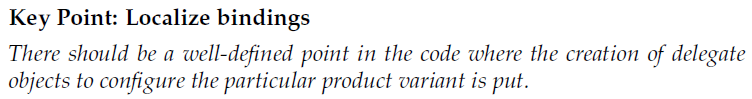 Key Point: Localize bindings
There should be a well-defined point in the code where the creation of delegate
objects to configure the particular product variant is put.